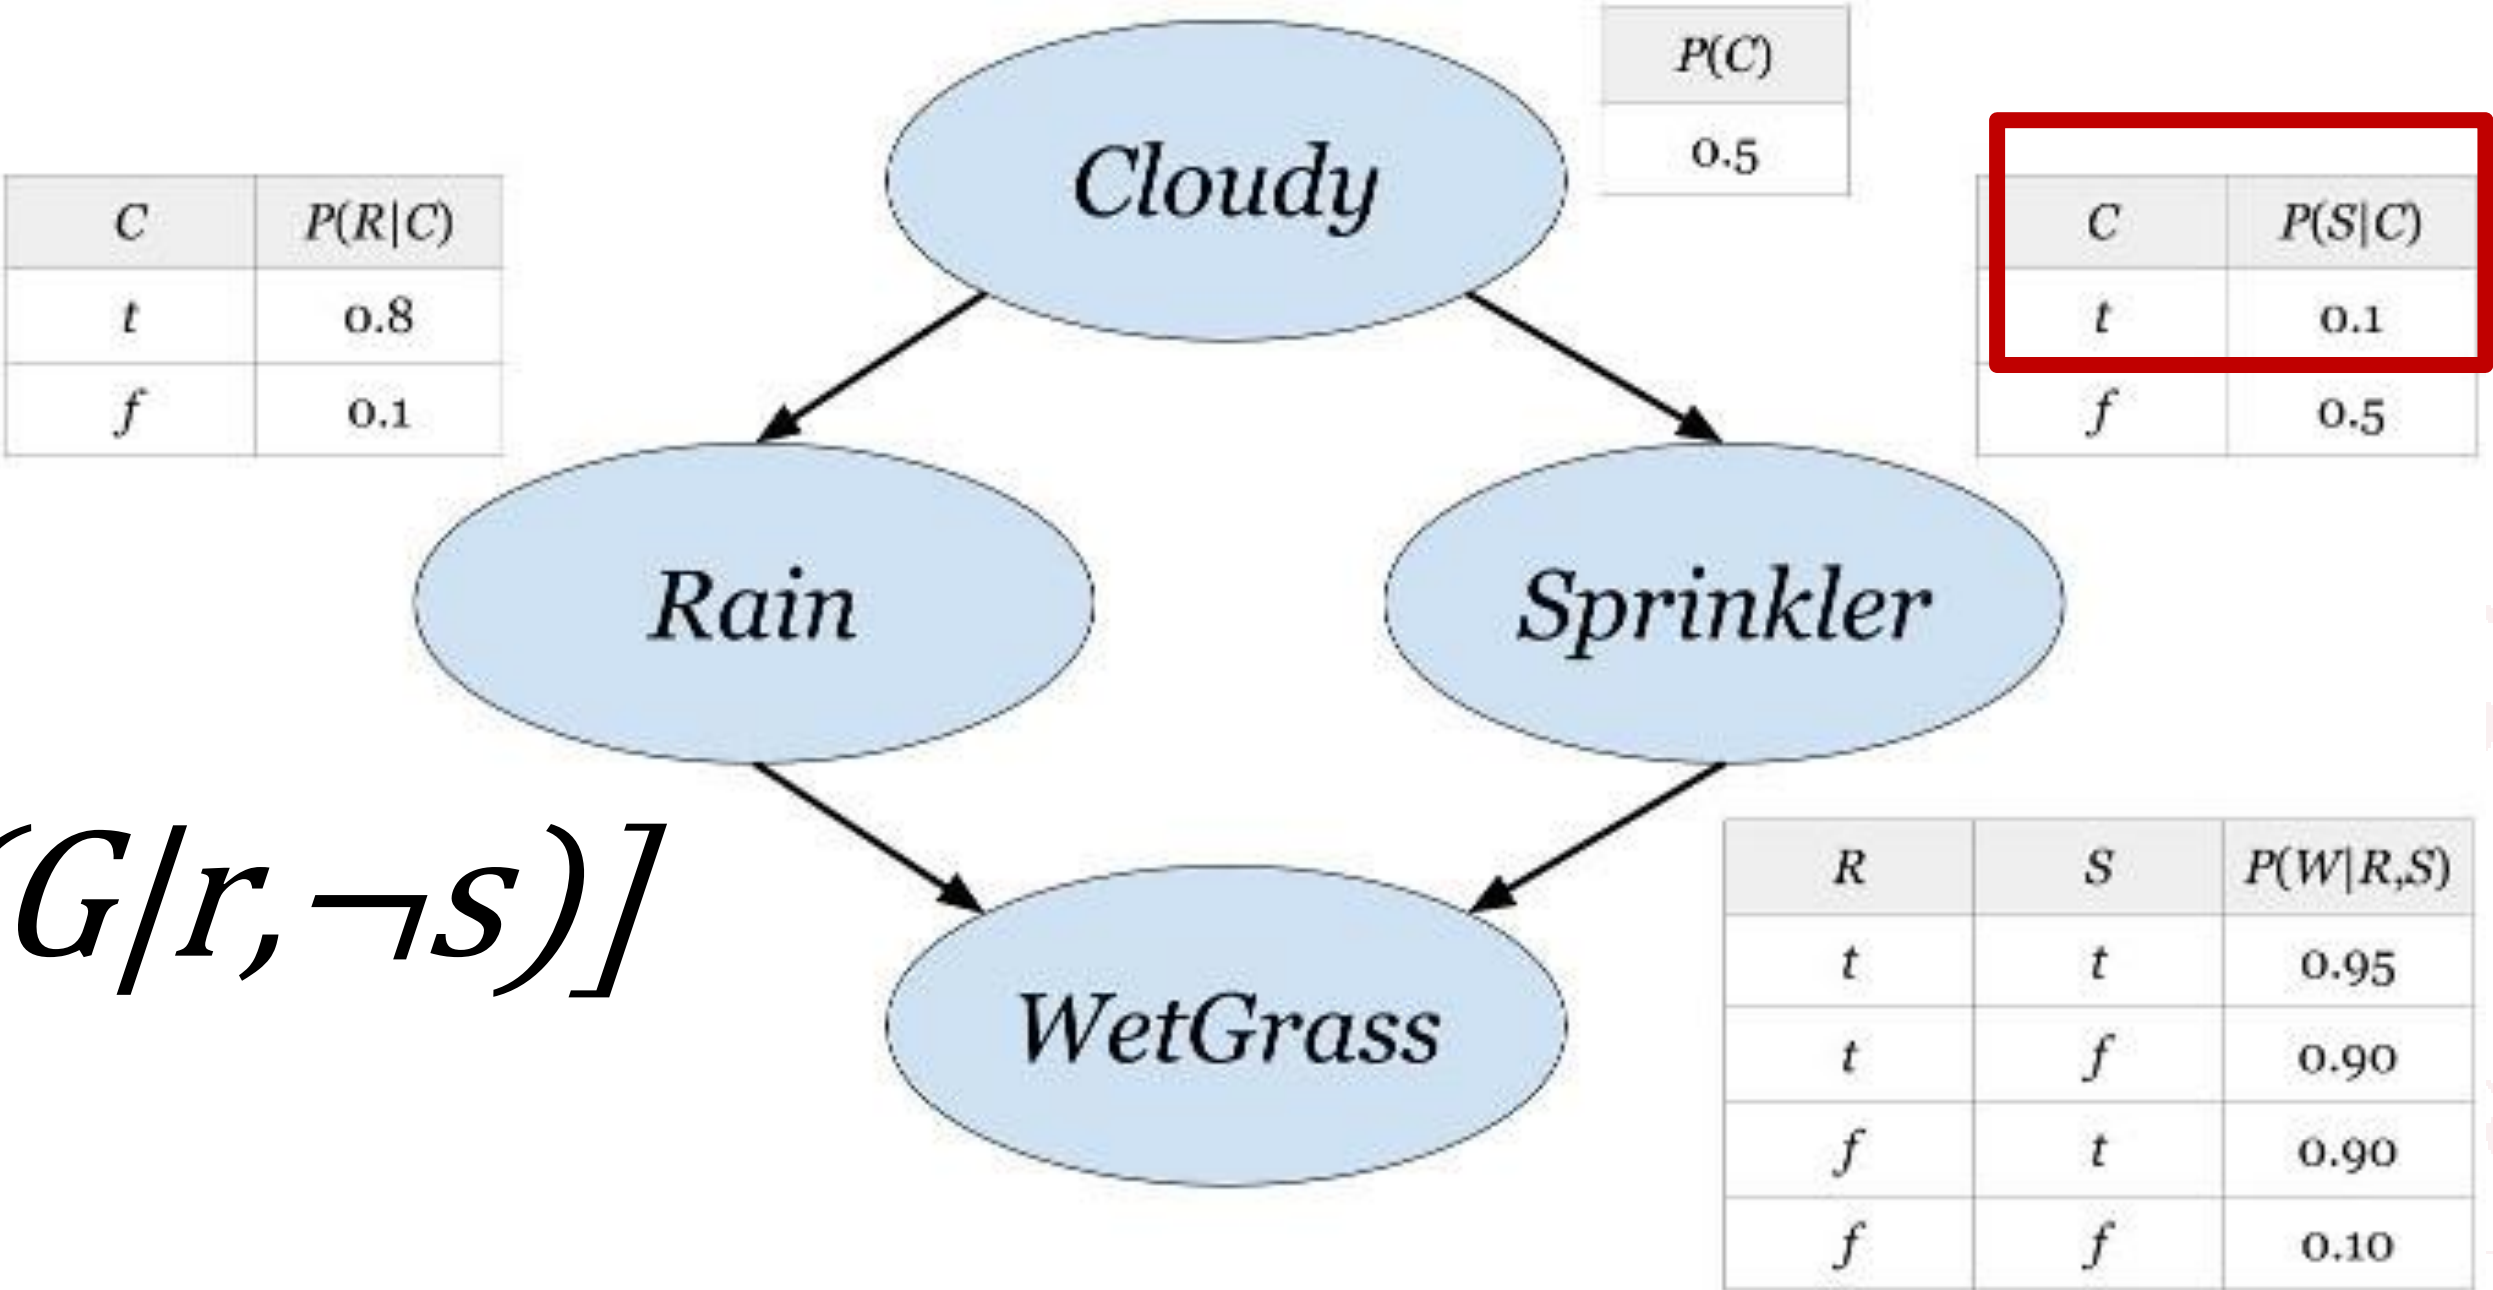 P(C)
0.5
Cloudy
C P(R|C)
t 0.8
f 0.1
C P(S|C)
t 0.1
f 0.5
Rain
Sprinkler
(G|r,¬s)]
WetGrass
R S P(W|R,S)
t t 0.95
t f 0.90
f t 0.90
f f 0.10